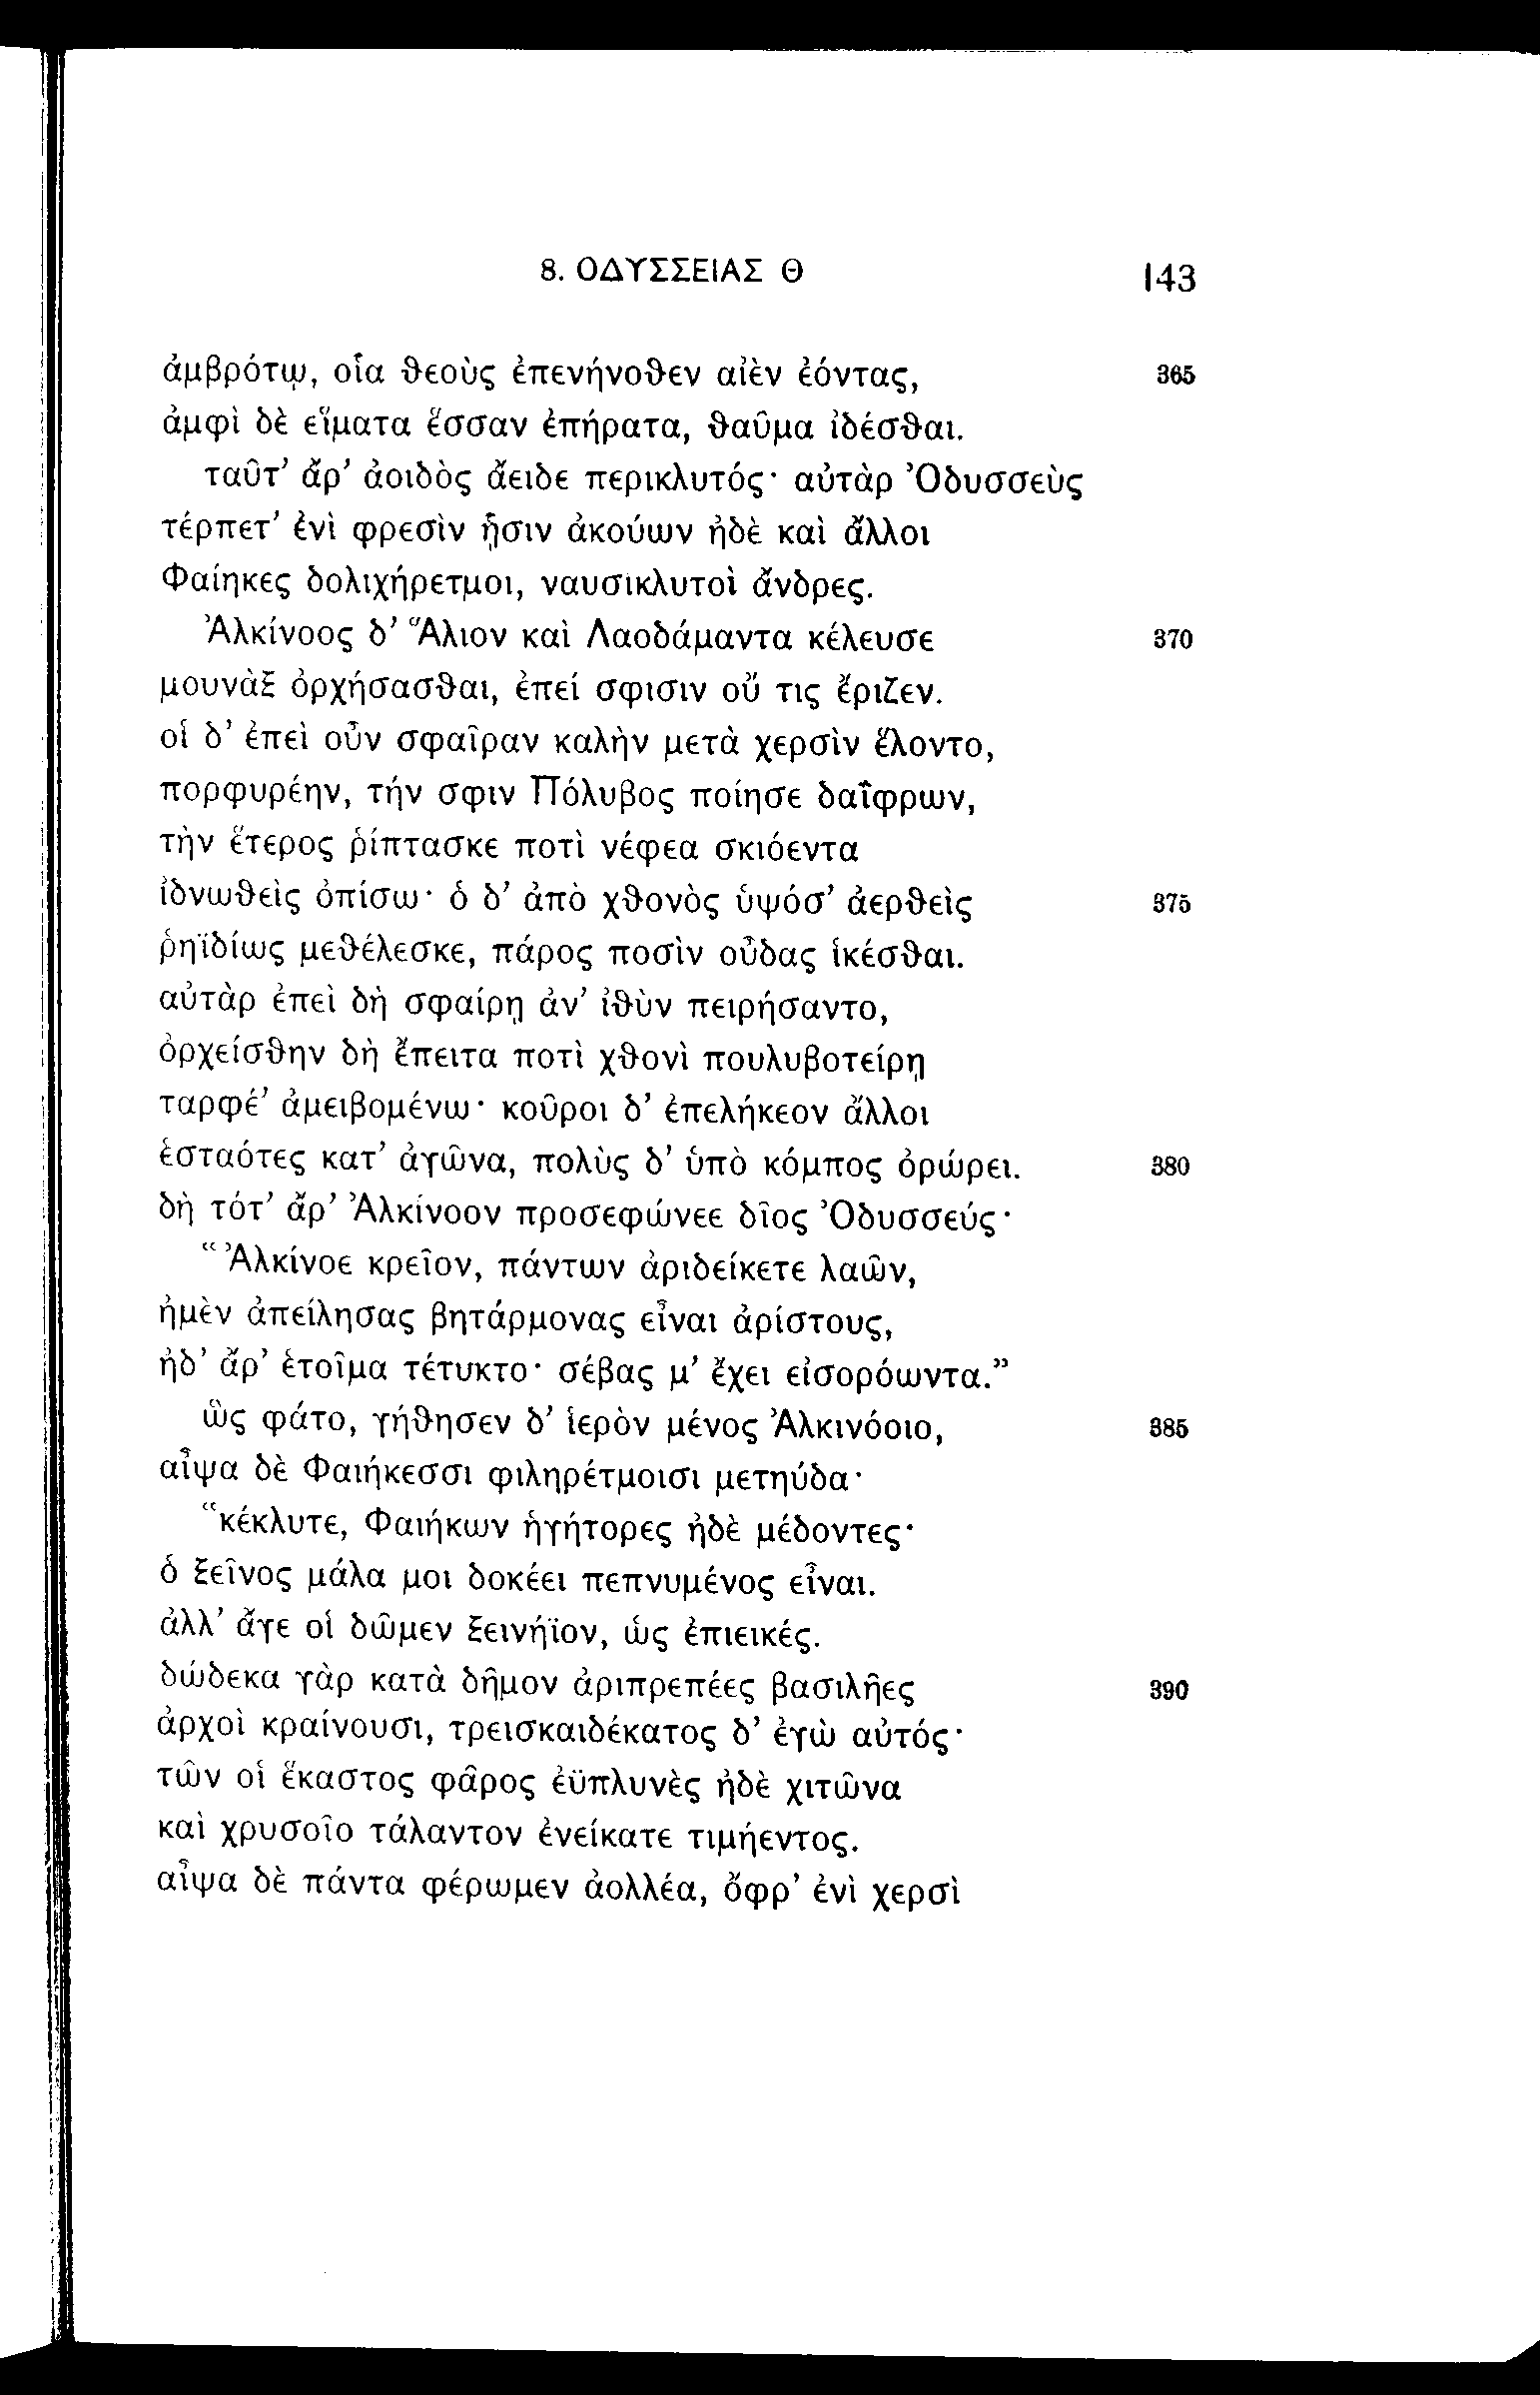 8. ΟΔΥΣΣΕΙΑΣ Θ 143
ἀμβρότῳ, οἷα θεοὺς ἐπενήνοθεν αἰὲν ἐόντας, 365
ἀμφὶ δὲ εἵματα ἕσσαν ἐπήρατα, θαῦμα ἰδέσθαι.
ταῦτ’ ἄρ’ ἀοιδὸς ἄειδε περικλυτός· αὐτὰρ Ὀδυσσεὺς
τέρπετ’ ἐνὶ φρεσὶν ᾗσιν ἀκούων ἠδὲ καὶ ἄλλοι
Φαίηκες δολιχήρετμοι, ναυσικλυτοὶ ἄνδρες.
Ἀλκίνοος δ’ Ἅλιον καὶ Λαοδάμαντα κέλευσε 370
μουνὰξ ὀρχήσασθαι, ἐπεί σφισιν οὔ τις ἔριζεν.
οἱ δ’ ἐπεὶ οὖν σφαῖραν καλὴν μετὰ χερσὶν ἕλοντο,
πορφυρέην, τήν σφιν Πόλυβος ποίησε δαΐφρων,
τὴν ἕτερος ῥίπτασκε ποτὶ νέφεα σκιόεντα
ἰδνωθεὶς ὀπίσω· ὁ δ’ ἀπὸ χθονὸς ὑψόσ’ ἀερθεὶς 375
ῥηϊδίως μεθέλεσκε, πάρος ποσὶν οὖδας ἱκέσθαι.
αὐτὰρ ἐπεὶ δὴ σφαίρῃ ἀν’ ἰθὺν πειρήσαντο,
ὀρχείσθην δὴ ἔπειτα ποτὶ χθονὶ πουλυβοτείρῃ
ταρφέ’ ἀμειβομένω· κοῦροι δ’ ἐπελήκεον ἄλλοι
ἑσταότες κατ’ ἀγῶνα, πολὺς δ’ ὑπὸ κόμπος ὀρώρει. 380
δὴ τότ’ ἄρ’ Ἀλκίνοον προσεφώνεε δῖος Ὀδυσσεύς·
“Ἀλκίνοε κρεῖον, πάντων ἀριδείκετε λαῶν,
ἠμὲν ἀπείλησας βητάρμονας εἶναι ἀρίστους,
ἠδ’ ἄρ’ ἑτοῖμα τέτυκτο· σέβας μ’ ἔχει εἰσορόωντα.”
ὣς φάτο, γήθησεν δ’ ἱερὸν μένος Ἀλκινόοιο, 385
αἶψα δὲ Φαιήκεσσι φιληρέτμοισι μετηύδα·
“κέκλυτε, Φαιήκων ἡγήτορες ἠδὲ μέδοντες·
ὁ ξεῖνος μάλα μοι δοκέει πεπνυμένος εἶναι.
ἀλλ’ ἄγε οἱ δῶμεν ξεινήϊον, ὡς ἐπιεικές.
δώδεκα γὰρ κατὰ δῆμον ἀριπρεπέες βασιλῆες 390
ἀρχοὶ κραίνουσι, τρεισκαιδέκατος δ’ ἐγὼ αὐτός·
τῶν οἱ ἕκαστος φᾶρος ἐϋπλυνὲς ἠδὲ χιτῶνα
καὶ χρυσοῖο τάλαντον ἐνείκατε τιμήεντος.
αἶψα δὲ πάντα φέρωμεν ἀολλέα, ὄφρ’ ἐνὶ χερσὶ